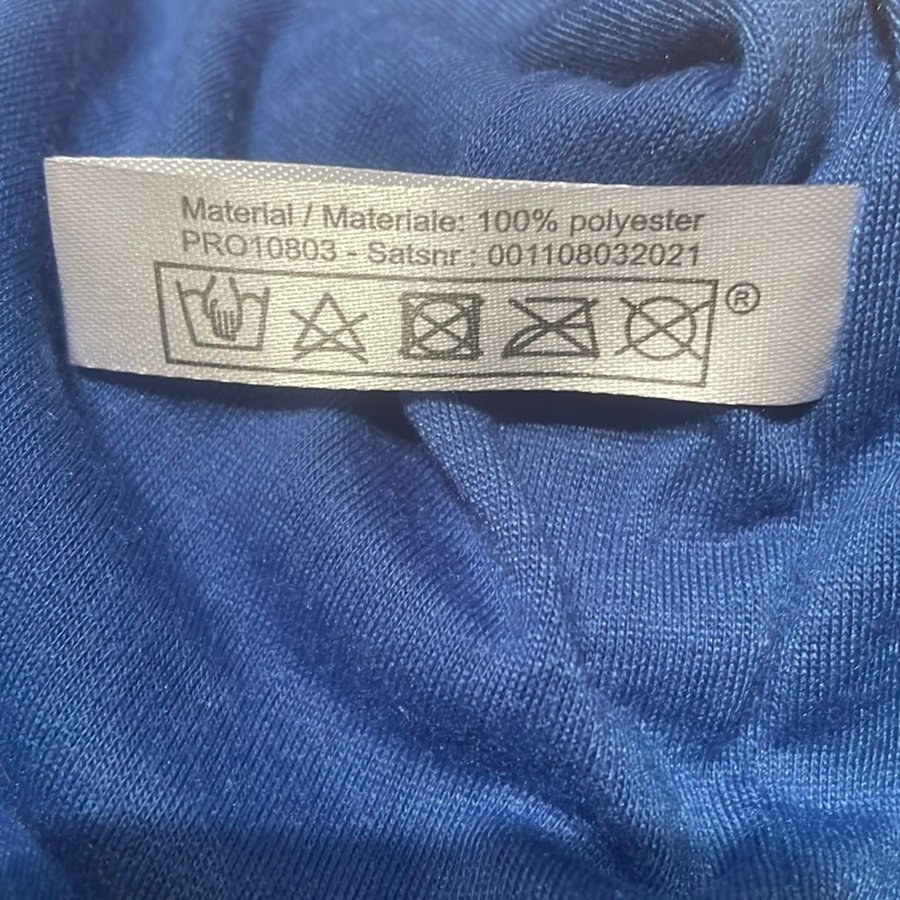 Material / Materiale: 100% polyester
PRO10803 - Satsnr : 001108032021
®